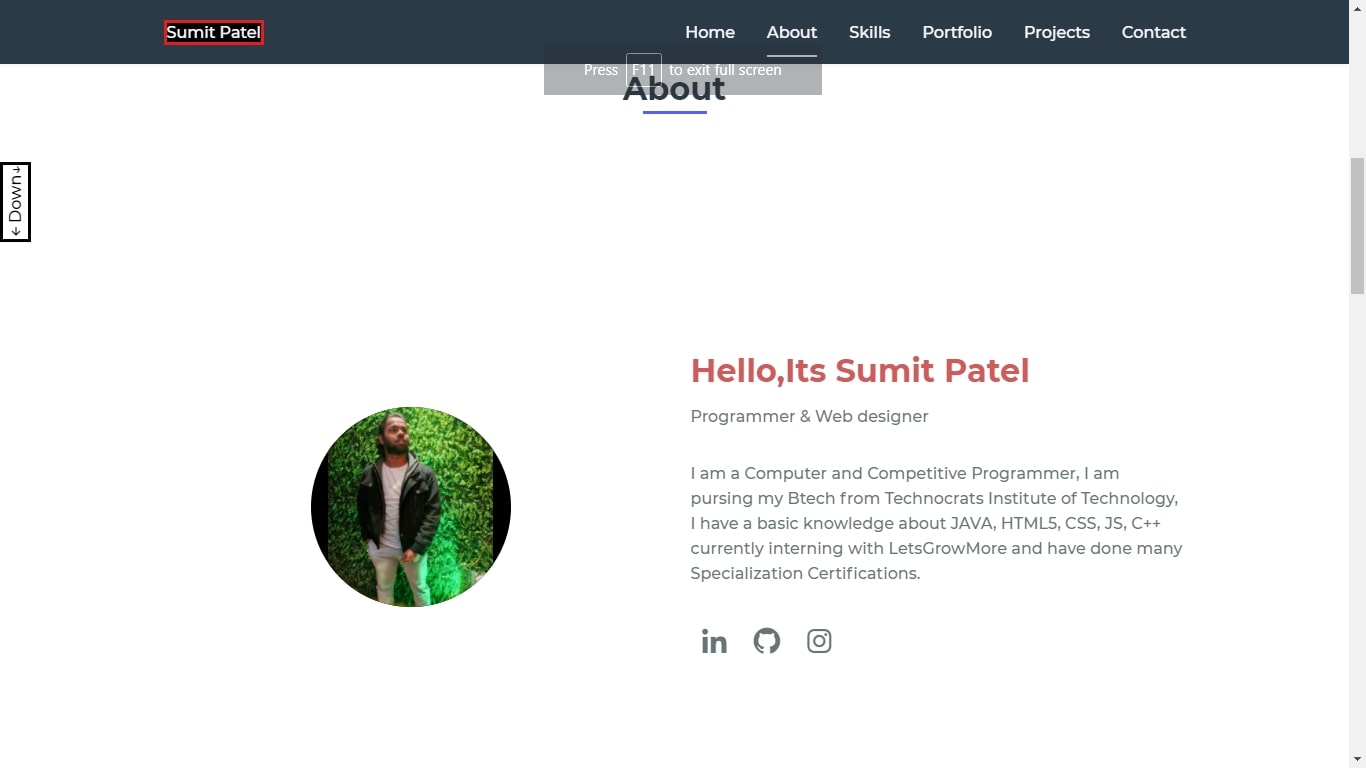 Sumit Patel
Home About Skills Portfolio Projects Contact
Press F11 to exit full screen
About
← Down →
Hello,Its Sumit Patel
Programmer & Web designer
I am a Computer and Competitive Programmer, I am
pursing my Btech from Technocrats Institute of Technology,
I have a basic knowledge about JAVA, HTML5, CSS, JS, C++
currently interning with LetsGrowMore and have done many
Specialization Certifications.
in